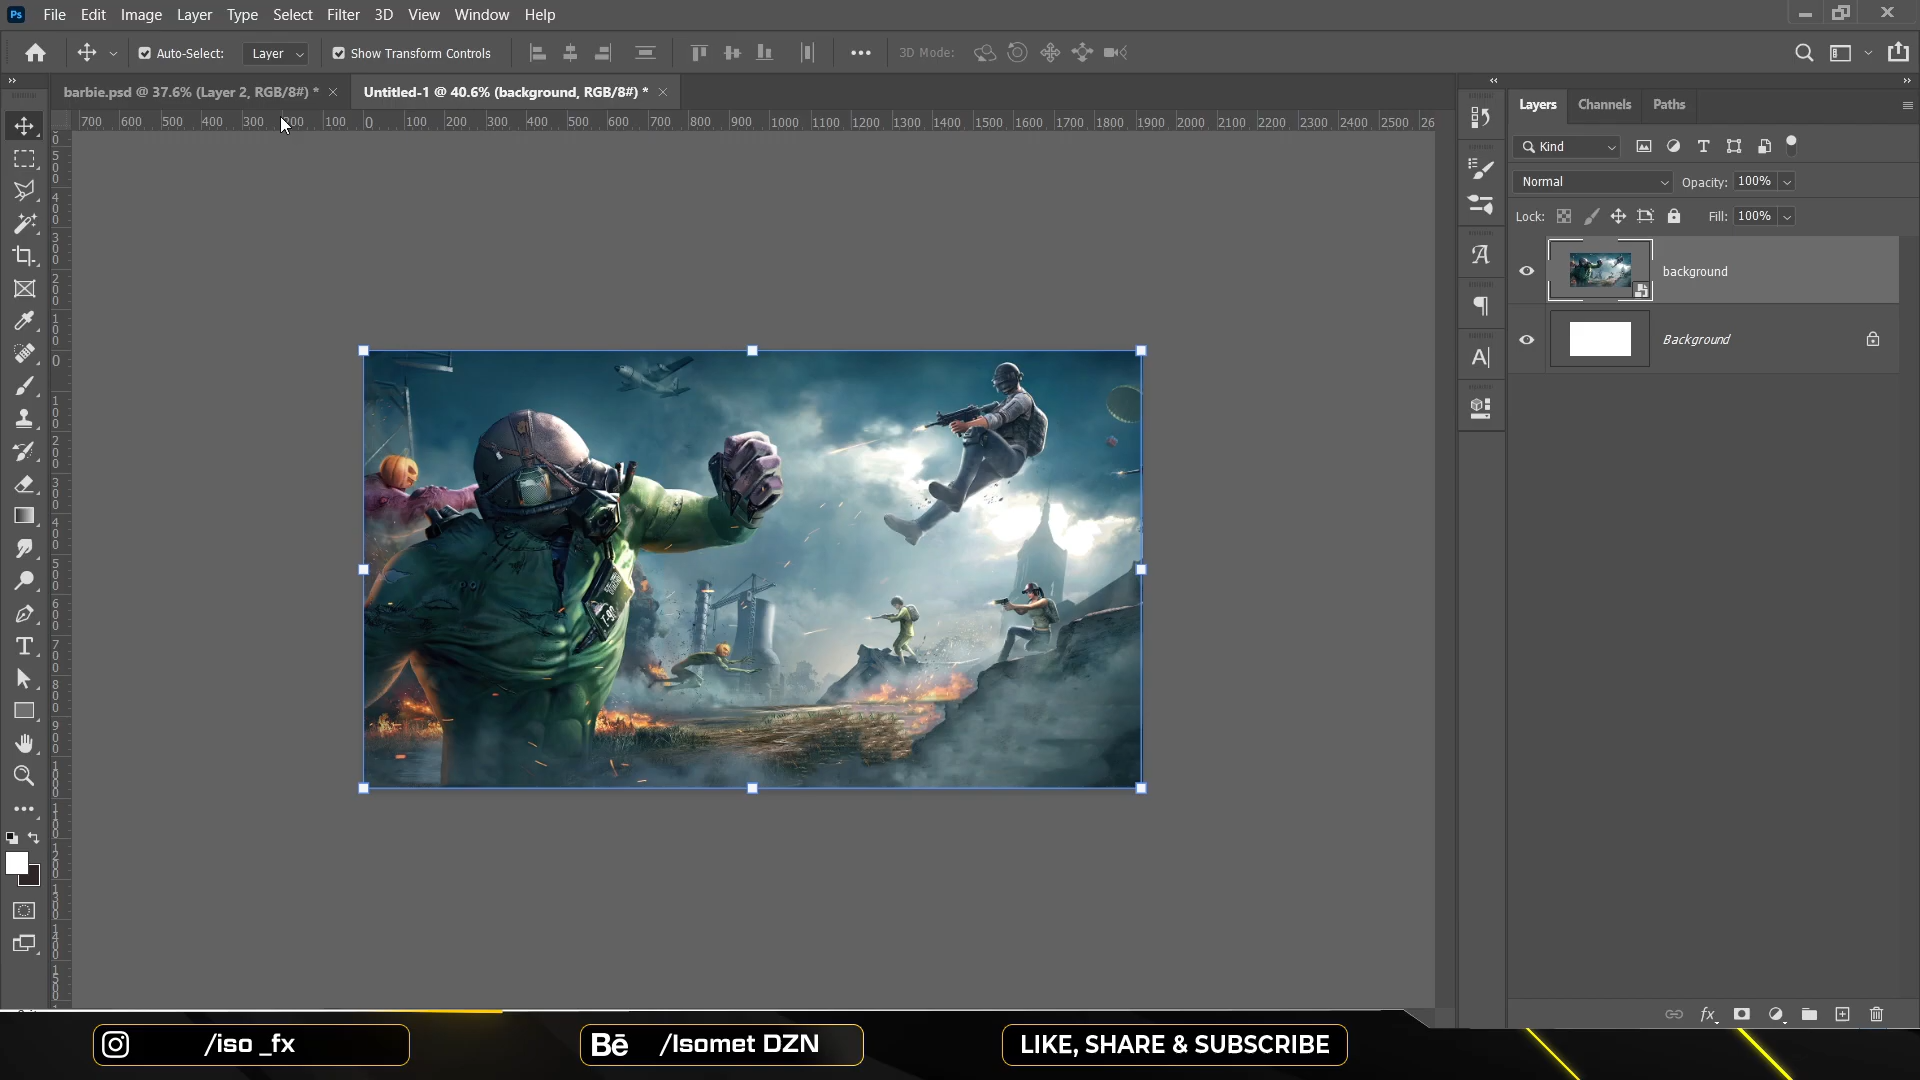 Ps File Edit Image Layer Type Select Filter 3D View Window Help
Auto-Select: Layer Show Transform Controls 3D Mode:
barbie.psd @ 37.6% (Layer 2, RGB/8#) * Untitled-1 @ 40.6% (background, RGB/8#) *
700 600 500 400 300 200 100 0 100 200 300 400 500 600 700 800 900 1000 1100 1200 1300 1400 1500 1600 1700 1800 1900 2000 2100 2200 2300 2400 2500 26
Layers Channels Paths
Kind
Normal Opacity: 100%
Lock: Fill: 100%
background
Background
T-90
/iso _fx
Bē /Isomet DZN
LIKE, SHARE & SUBSCRIBE